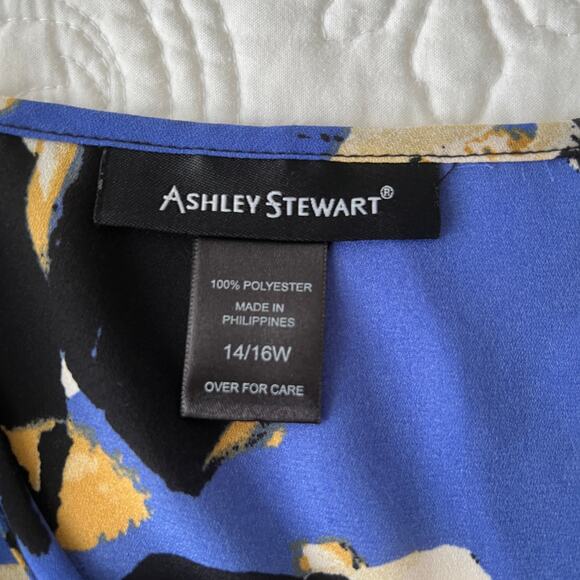 ASHLEY STEWART®
100% POLYESTER
MADE IN
PHILIPPINES
14/16W
OVER FOR CARE